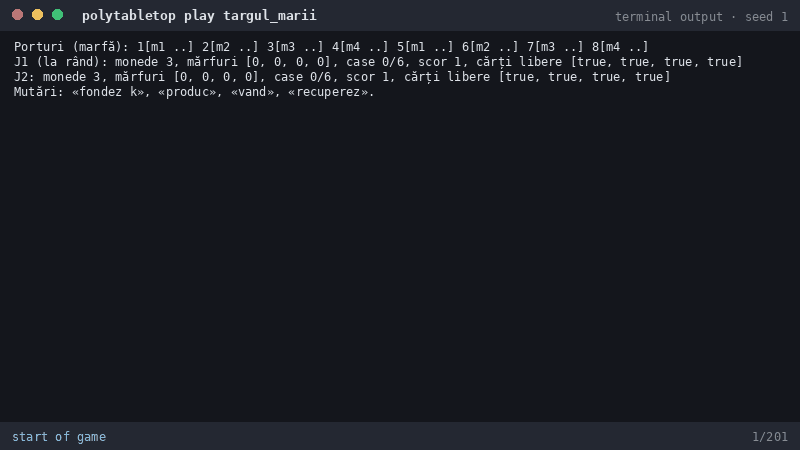 polytabletop play targul_marii
terminal output · seed 1
Porturi (marfă): 1[m1 ..] 2[m2 ..] 3[m3 ..] 4[m4 ..] 5[m1 ..] 6[m2 ..] 7[m3 ..] 8[m4 ..]
J1 (la rând): monede 3, mărfuri [0, 0, 0, 0], case 0/6, scor 1, cărți libere [true, true, true, true]
J2: monede 3, mărfuri [0, 0, 0, 0], case 0/6, scor 1, cărți libere [true, true, true, true]
Mutări: «fondez k», «produc», «vand», «recuperez».
start of game
1/201